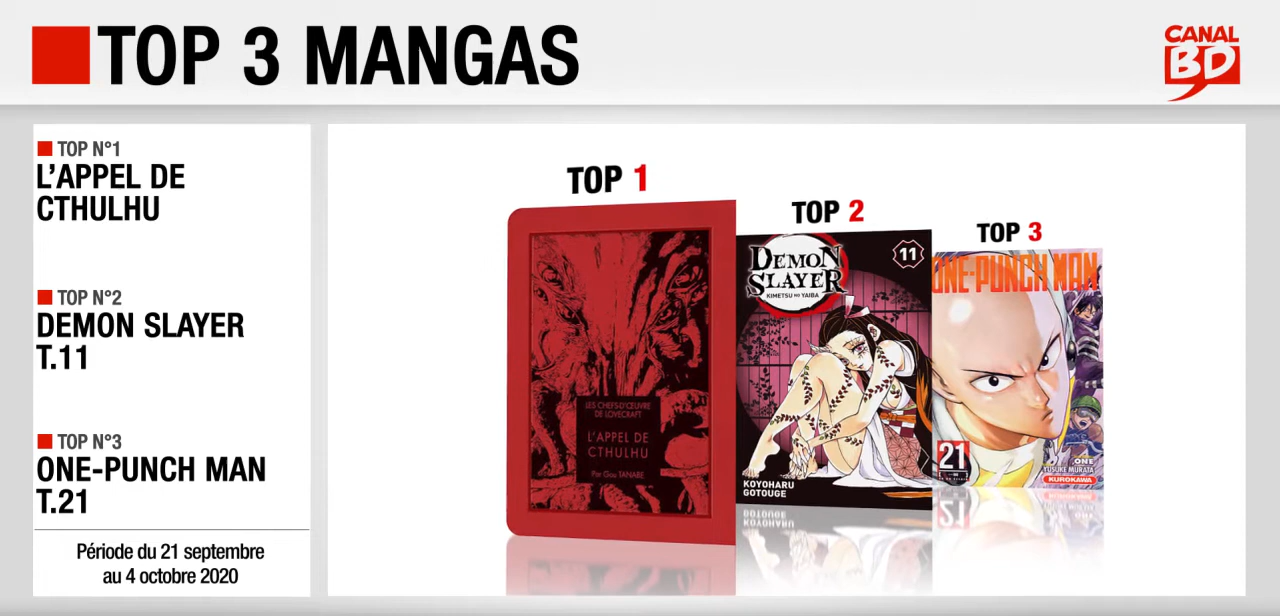 TOP 3 MANGAS
CANAL
BD
TOP N°1
L'APPEL DE
CTHULHU
TOP N°2
DEMON SLAYER
T.11
TOP N°3
ONE-PUNCH MAN
T.21
Période du 21 septembre
au 4 octobre 2020
TOP 1
LES CHEFS D'ŒUVRE
DE LOVECRAFT
L'APPEL DE
CTHULHU
Par Gou TANABE
TOP 2
DEMON
SLAYER
KIMETSU NO YAIBA
11
KOYOHARU
GOTOUGE
TOP 3
ONE-PUNCH MAN
21
ONE
YUSUKE MURATA
KUROKAWA